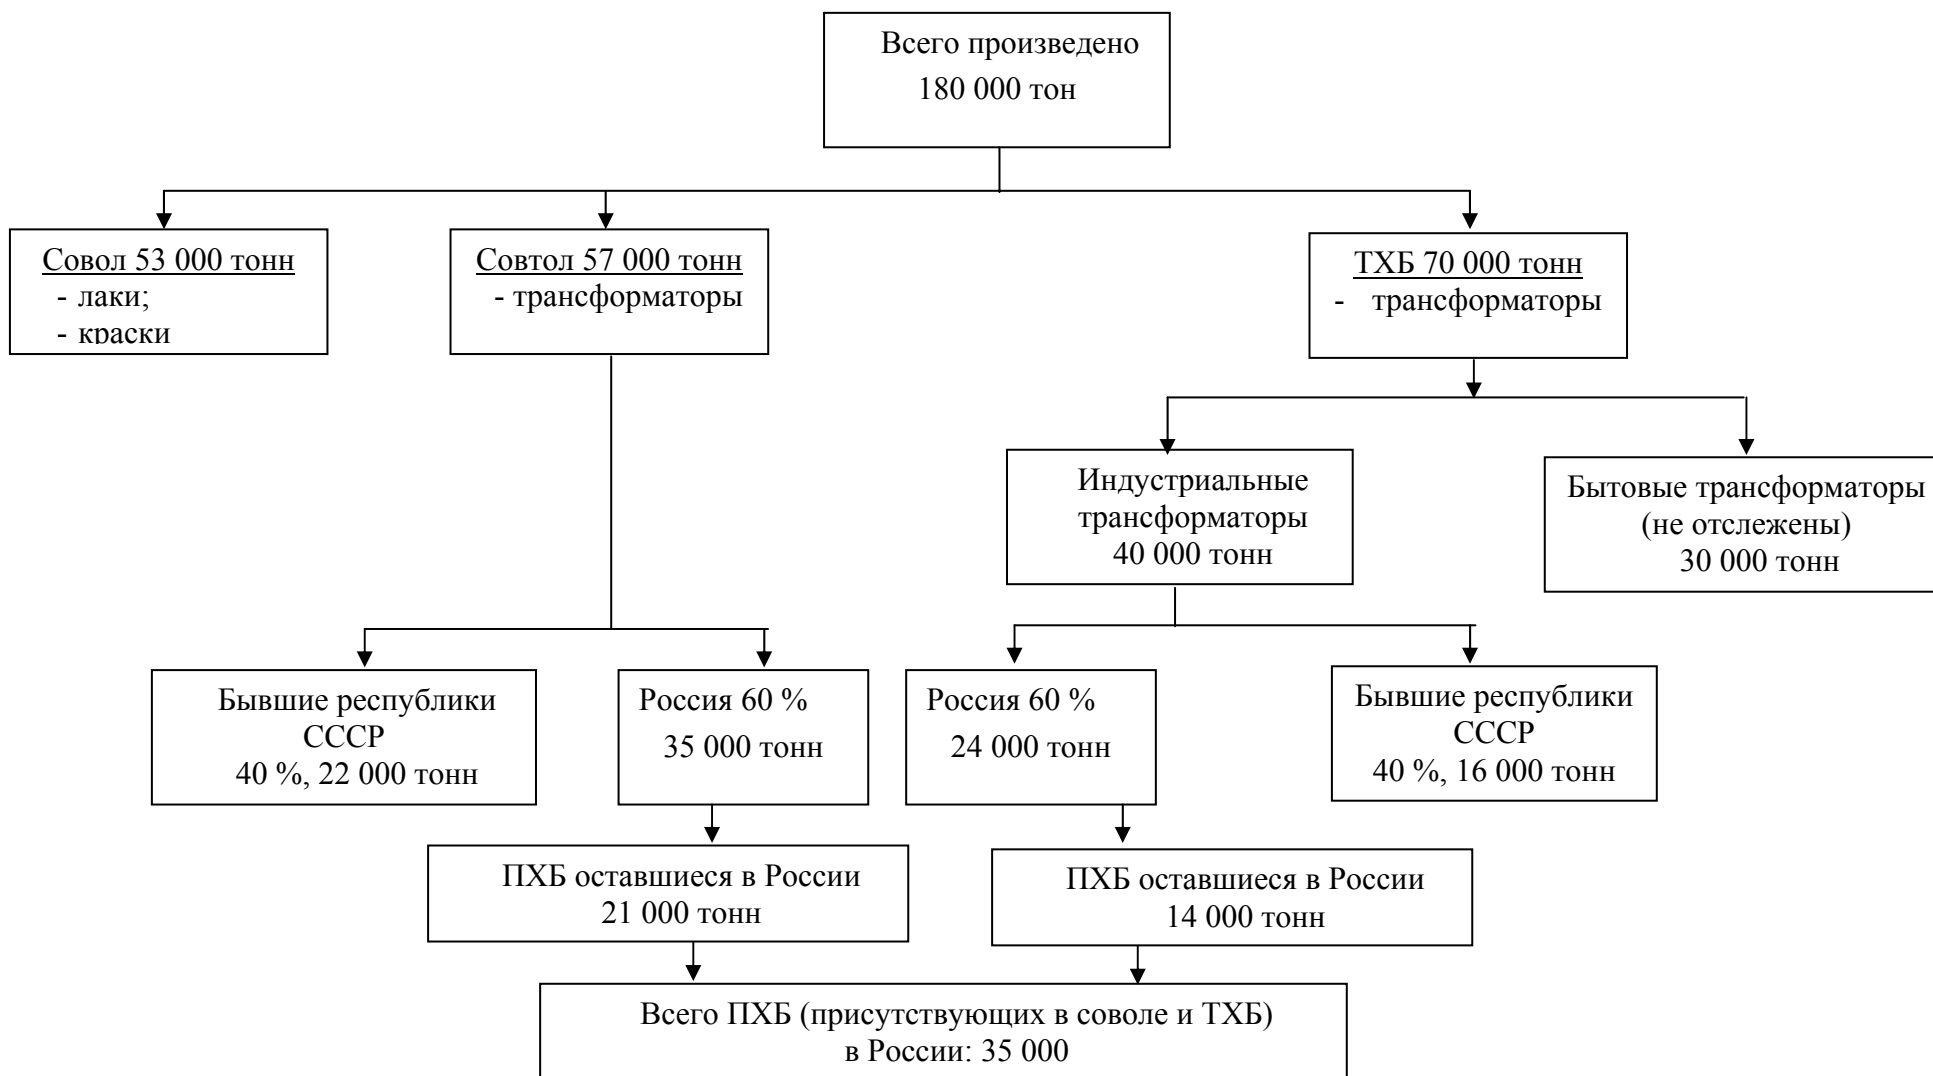 Всего произведено
180 000 тон
Совол 53 000 тонн
- лаки;
- краски
Совтол 57 000 тонн
- трансформаторы
ТХБ 70 000 тонн
- трансформаторы
Индустриальные
трансформаторы
40 000 тонн
Бытовые трансформаторы
(не отслежены)
30 000 тонн
Бывшие республики
СССР
40 %, 22 000 тонн
Россия 60 %
35 000 тонн
Россия 60 %
24 000 тонн
Бывшие республики
СССР
40 %, 16 000 тонн
ПХБ оставшиеся в России
21 000 тонн
ПХБ оставшиеся в России
14 000 тонн
Всего ПХБ (присутствующих в соволе и ТХБ)
в России: 35 000